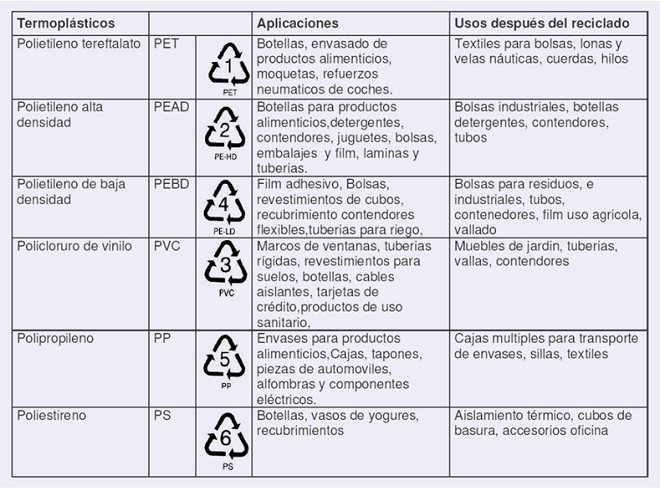 Termoplásticos Aplicaciones Usos después del reciclado
Polietileno tereftalato PET
1
PET
Botellas, envasado de
productos alimenticios,
moquetas, refuerzos
neumaticos de coches.
Textiles para bolsas, lonas y
velas náuticas, cuerdas, hilos
Polietileno alta
densidad
PEAD
2
PE-HD
Botellas para productos
alimenticios,detergentes,
contendores, juguetes, bolsas,
embalajes y film, laminas y
tuberias.
Bolsas industriales, botellas
detergentes, contendores,
tubos
Polietileno de baja
densidad
PEBD
4
PE-LD
Film adhesivo, Bolsas,
revestimientos de cubos,
recubrimiento contendores
flexibles,tuberias para riego,
Bolsas para residuos, e
industriales, tubos,
contenedores, film uso agricola,
vallado
Policloruro de vinilo PVC
3
PVC
Marcos de ventanas, tuberias
rígidas, revestimientos para
suelos, botellas, cables
aislantes, tarjetas de
crédito,productos de uso
sanitario,
Muebles de jardin, tuberias,
vallas, contendores
Polipropileno PP
5
PP
Envases para productos
alimenticios,Cajas, tapones,
piezas de automoviles,
alfombras y componentes
eléctricos.
Cajas multiples para transporte
de envases, sillas, textiles
Poliestireno PS
6
PS
Botellas, vasos de yogures,
recubrimientos
Aislamiento térmico, cubos de
basura, accesorios oficina